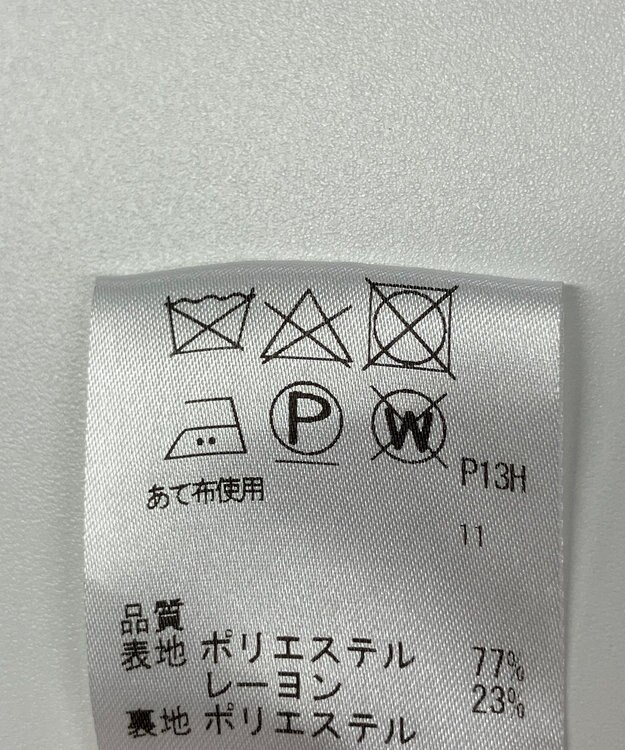 P W
あて布使用 P13H
11
品質
表地 ポリエステル 77%
レーヨン 23%
裏地 ポリエステル